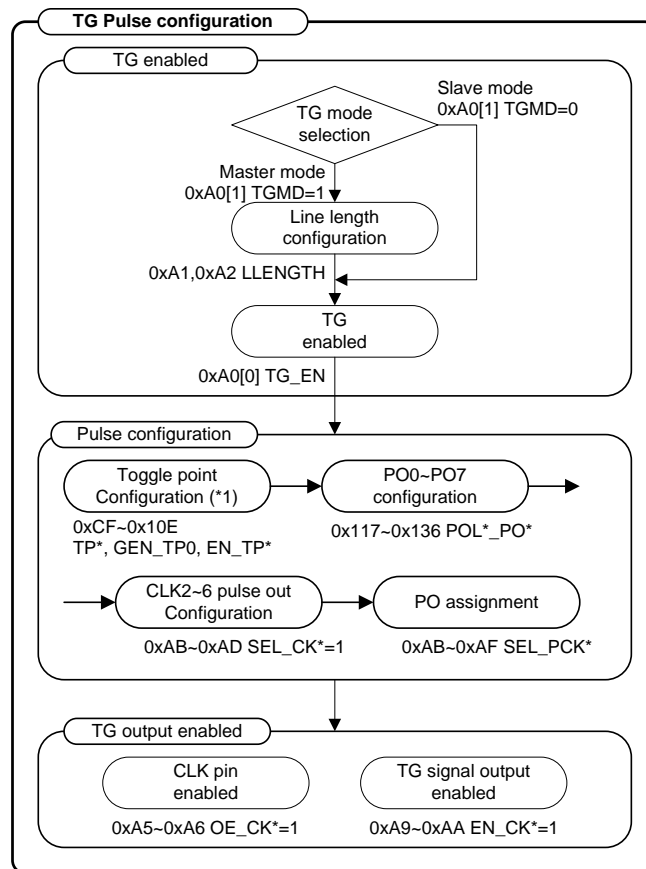 TG Pulse configuration
TG enabled
Slave mode
0xA0[1] TGMD=0
TG mode
selection
Master mode
0xA0[1] TGMD=1
Line length
configuration
0xA1,0xA2 LLENGTH
TG
enabled
0xA0[0] TG_EN
Pulse configuration
Toggle point
Configuration (*1)
PO0~PO7
configuration
0xCF~0x10E
TP*, GEN_TP0, EN_TP*
0x117~0x136 POL*_PO*
CLK2~6 pulse out
Configuration
PO assignment
0xAB~0xAD SEL_CK*=1
0xAB~0xAF SEL_PCK*
TG output enabled
CLK pin
enabled
TG signal output
enabled
0xA5~0xA6 OE_CK*=1
0xA9~0xAA EN_CK*=1